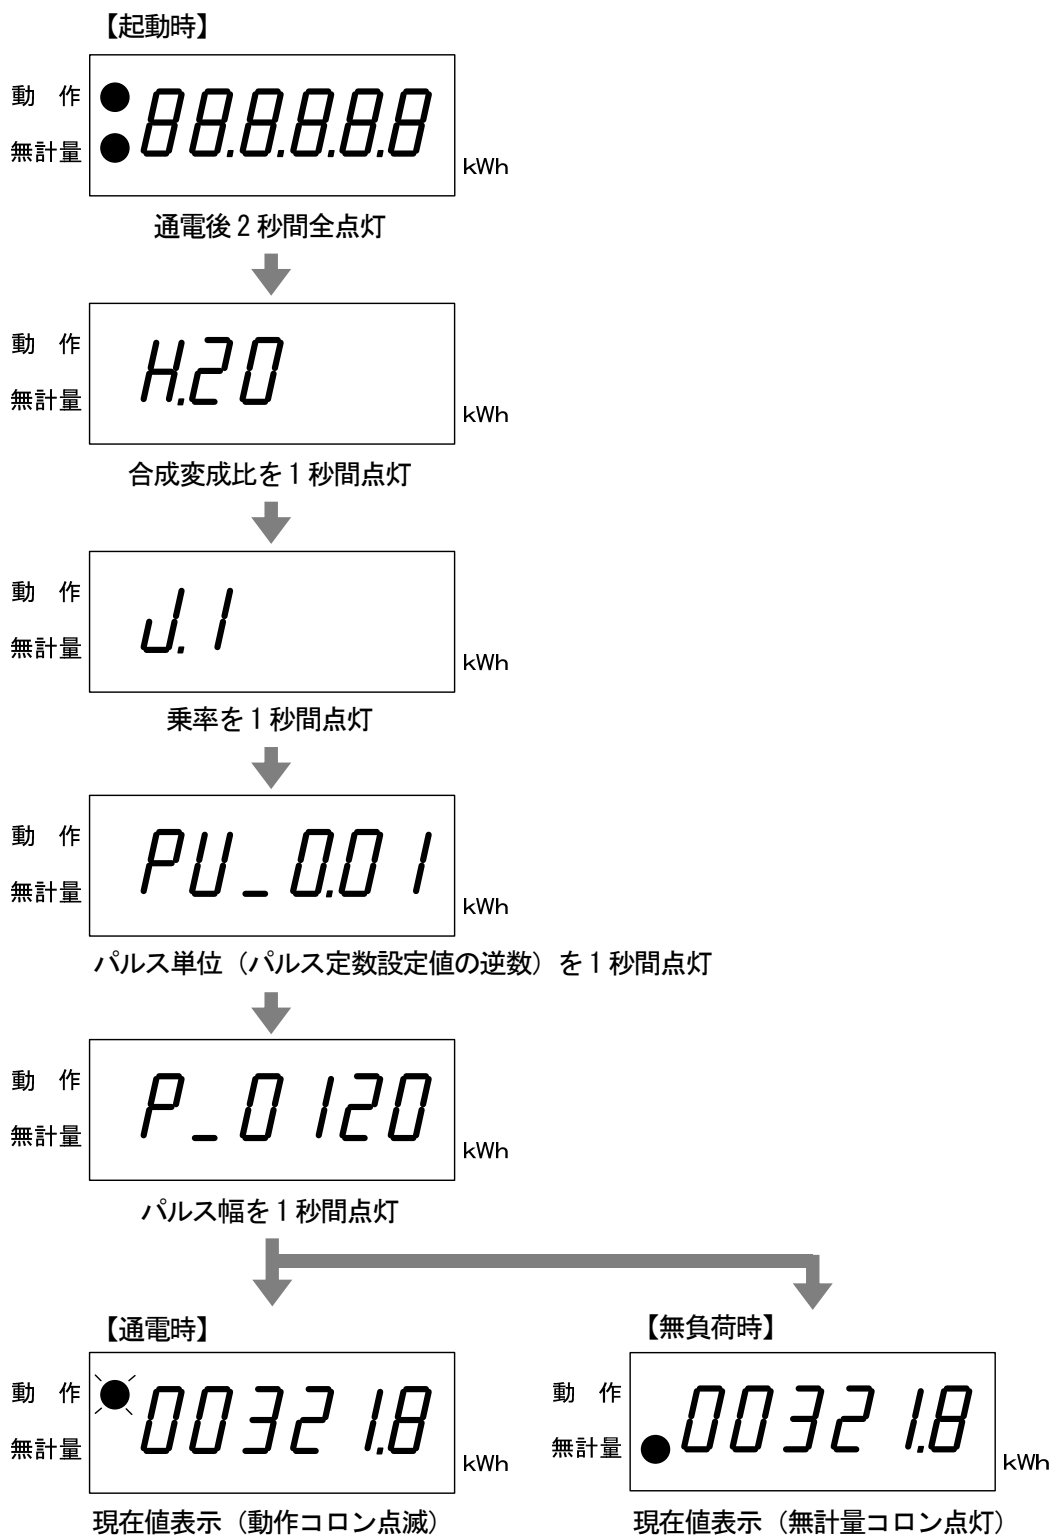 【起動時】
動 作 88.8.8.8.8
無計量 kWh
通電後2秒間全点灯
動 作 H.20
無計量 kWh
合成変成比を1秒間点灯
動 作 J.1
無計量 kWh
乗率を1秒間点灯
動 作 PU_0.01
無計量 kWh
パルス単位(パルス定数設定値の逆数)を1秒間点灯
動 作 P_0120
無計量 kWh
パルス幅を1秒間点灯
【通電時】
動 作 00321.8
無計量 kWh
現在値表示(動作コロン点滅)
【無負荷時】
動 作 00321.8
無計量 kWh
現在値表示(無計量コロン点灯)